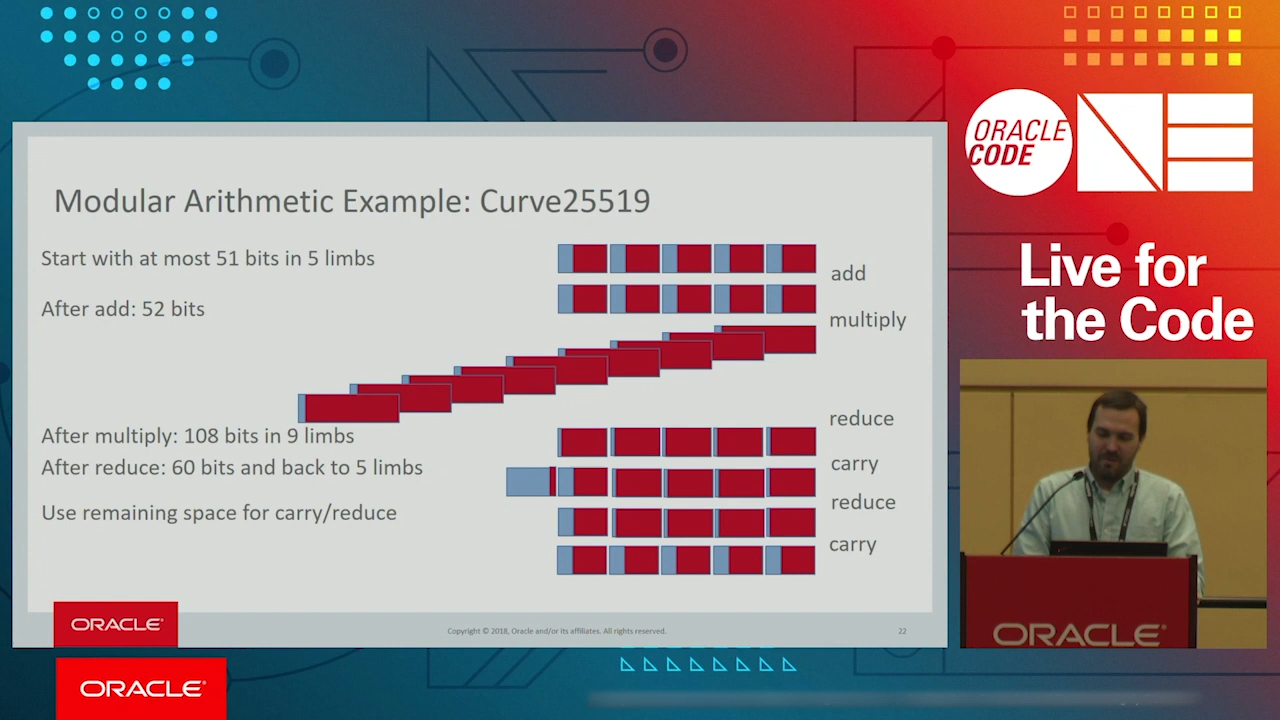 ORACLE
CODE
ONE
Live for
the Code
Modular Arithmetic Example: Curve25519
Start with at most 51 bits in 5 limbs
After add: 52 bits
add
multiply
After multiply: 108 bits in 9 limbs
After reduce: 60 bits and back to 5 limbs
Use remaining space for carry/reduce
reduce
carry
reduce
carry
ORACLE®
Copyright © 2018, Oracle and/or its affiliates. All rights reserved.
22
ORACLE®
ORACLE®